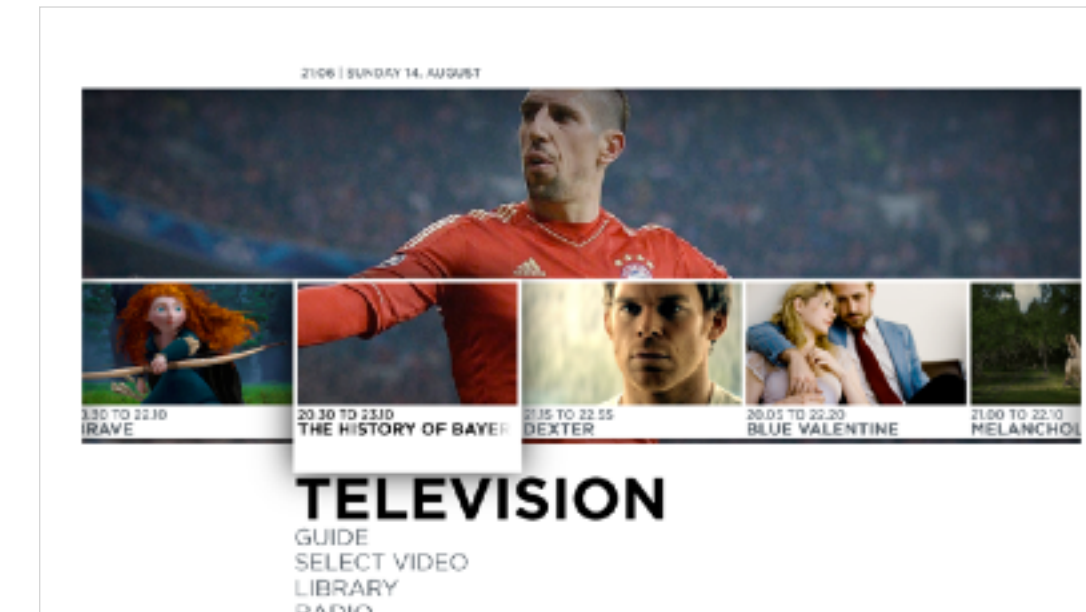 21:06 | SUNDAY 14. AUGUST
.30 TO 22.10
BRAVE
20.30 TO 23.10
THE HISTORY OF BAYER
21.15 TO 22.55
DEXTER
20.05 TO 22.20
BLUE VALENTINE
21.00 TO 22.10
MELANCHOL
TELEVISION
GUIDE
SELECT VIDEO
LIBRARY
RADIO